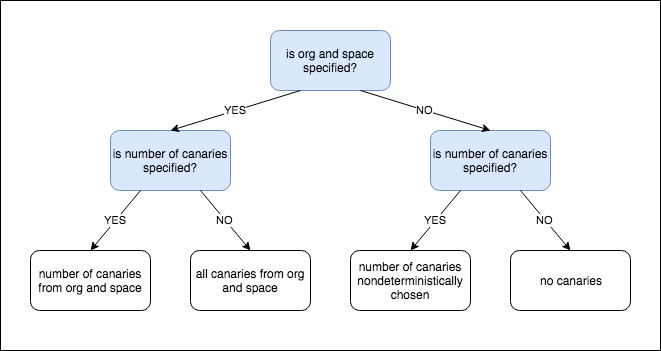 is org and space
specified?
YES
NO
is number of canaries
specified?
is number of canaries
specified?
YES
NO
YES
NO
number of canaries
from org and space
all canaries from org
and space
number of canaries
nondeterministically
chosen
no canaries